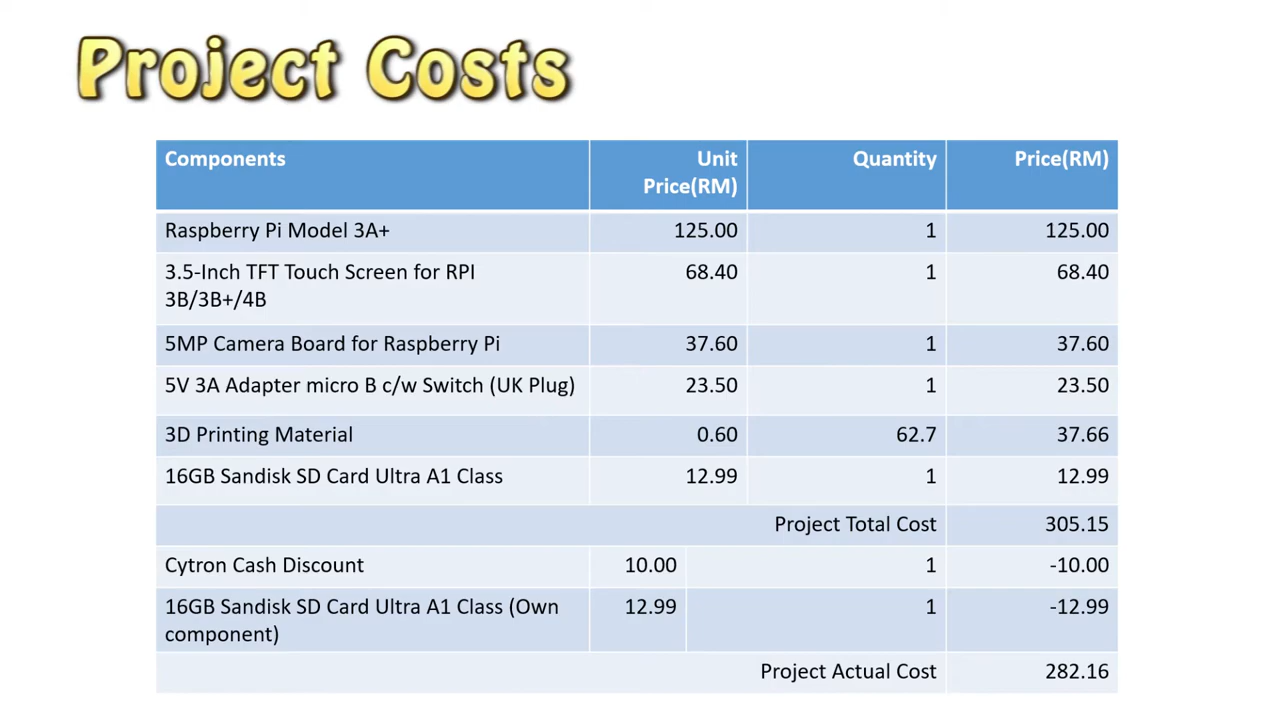 Project Costs
Components Unit Price(RM) Quantity Price(RM)
Raspberry Pi Model 3A+ 125.00 1 125.00
3.5-Inch TFT Touch Screen for RPI 68.40 1 68.40
3B/3B+/4B
5MP Camera Board for Raspberry Pi 37.60 1 37.60
5V 3A Adapter micro B c/w Switch (UK Plug) 23.50 1 23.50
3D Printing Material 0.60 62.7 37.66
16GB Sandisk SD Card Ultra A1 Class 12.99 1 12.99
Project Total Cost 305.15
Cytron Cash Discount 10.00 1 -10.00
16GB Sandisk SD Card Ultra A1 Class (Own 12.99 1 -12.99
component)
Project Actual Cost 282.16